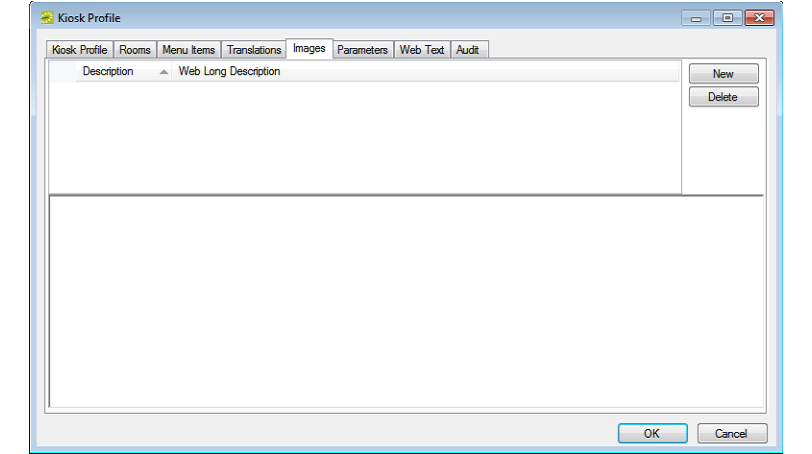 Kiosk Profile
Kiosk Profile Rooms Menu Items Translations Images Parameters Web Text Audit
Description Web Long Description
New
Delete
OK Cancel